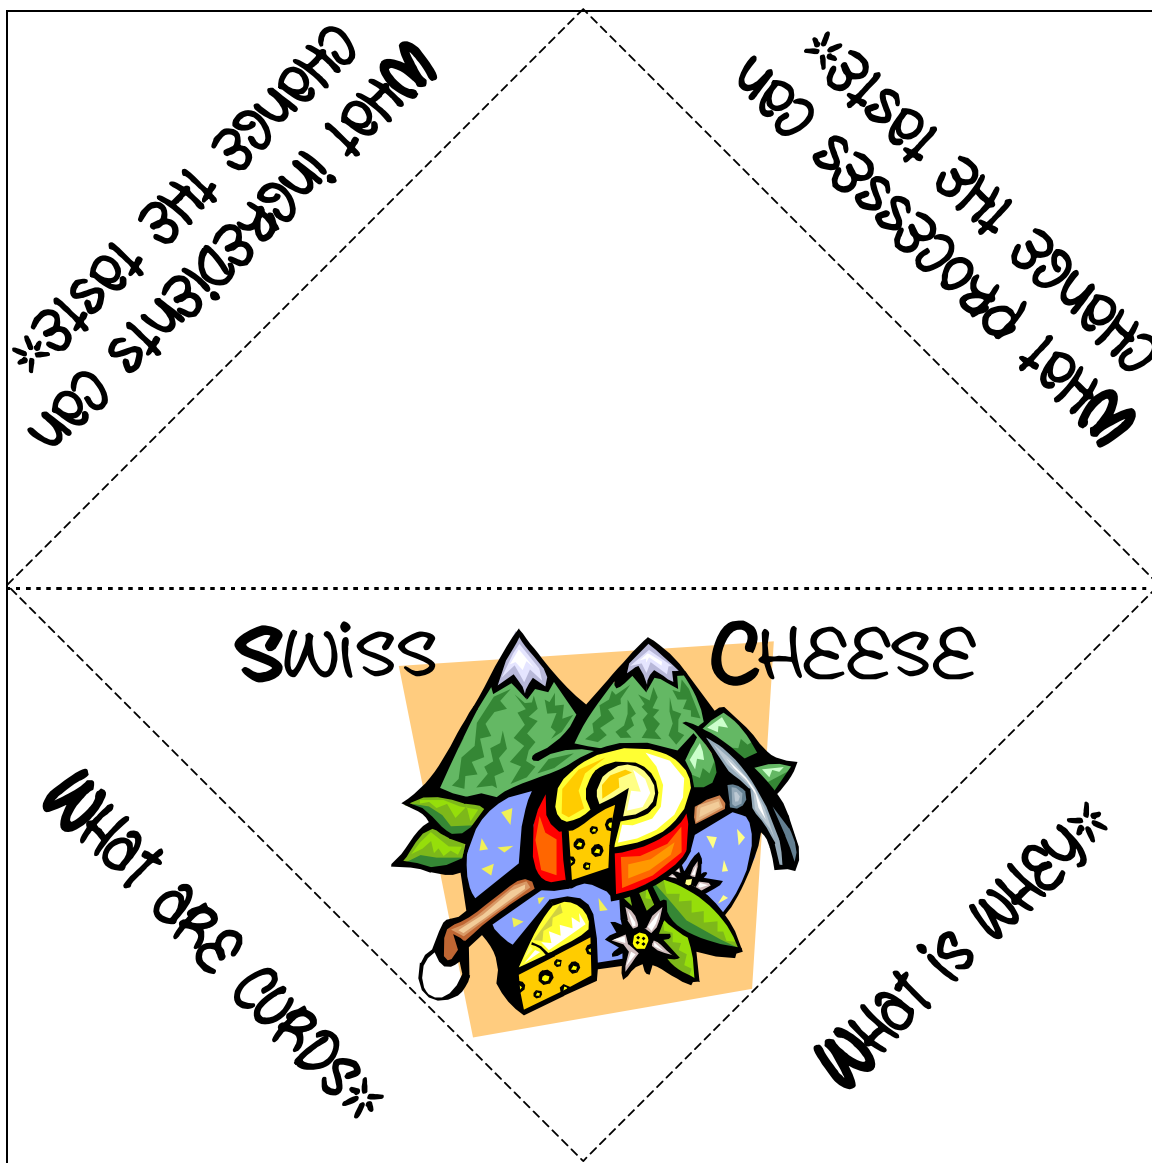 What ingredients can
change the taste*
What processes can
change the taste*
Swiss Cheese
What are curds*
What is whey*